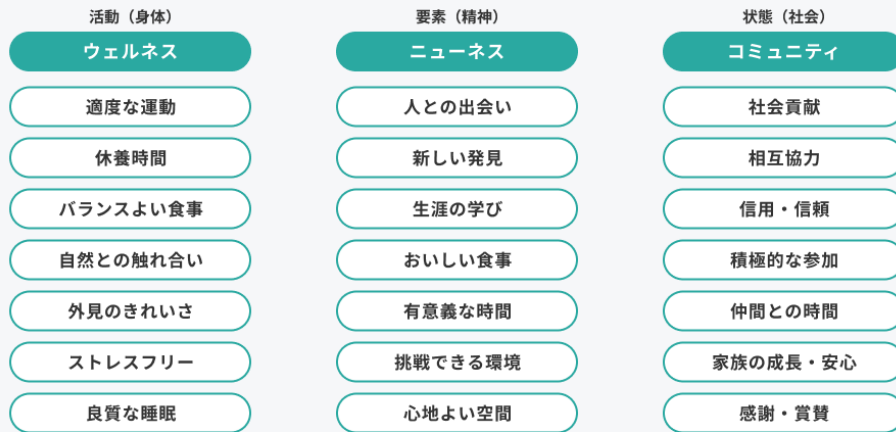 活動（身体）
ウェルネス
適度な運動
休養時間
バランスよい食事
自然との触れ合い
外見のきれいさ
ストレスフリー
良質な睡眠
要素（精神）
ニューネス
人との出会い
新しい発見
生涯の学び
おいしい食事
有意義な時間
挑戦できる環境
心地よい空間
状態（社会）
コミュニティ
社会貢献
相互協力
信用・信頼
積極的な参加
仲間との時間
家族の成長・安心
感謝・賞賛